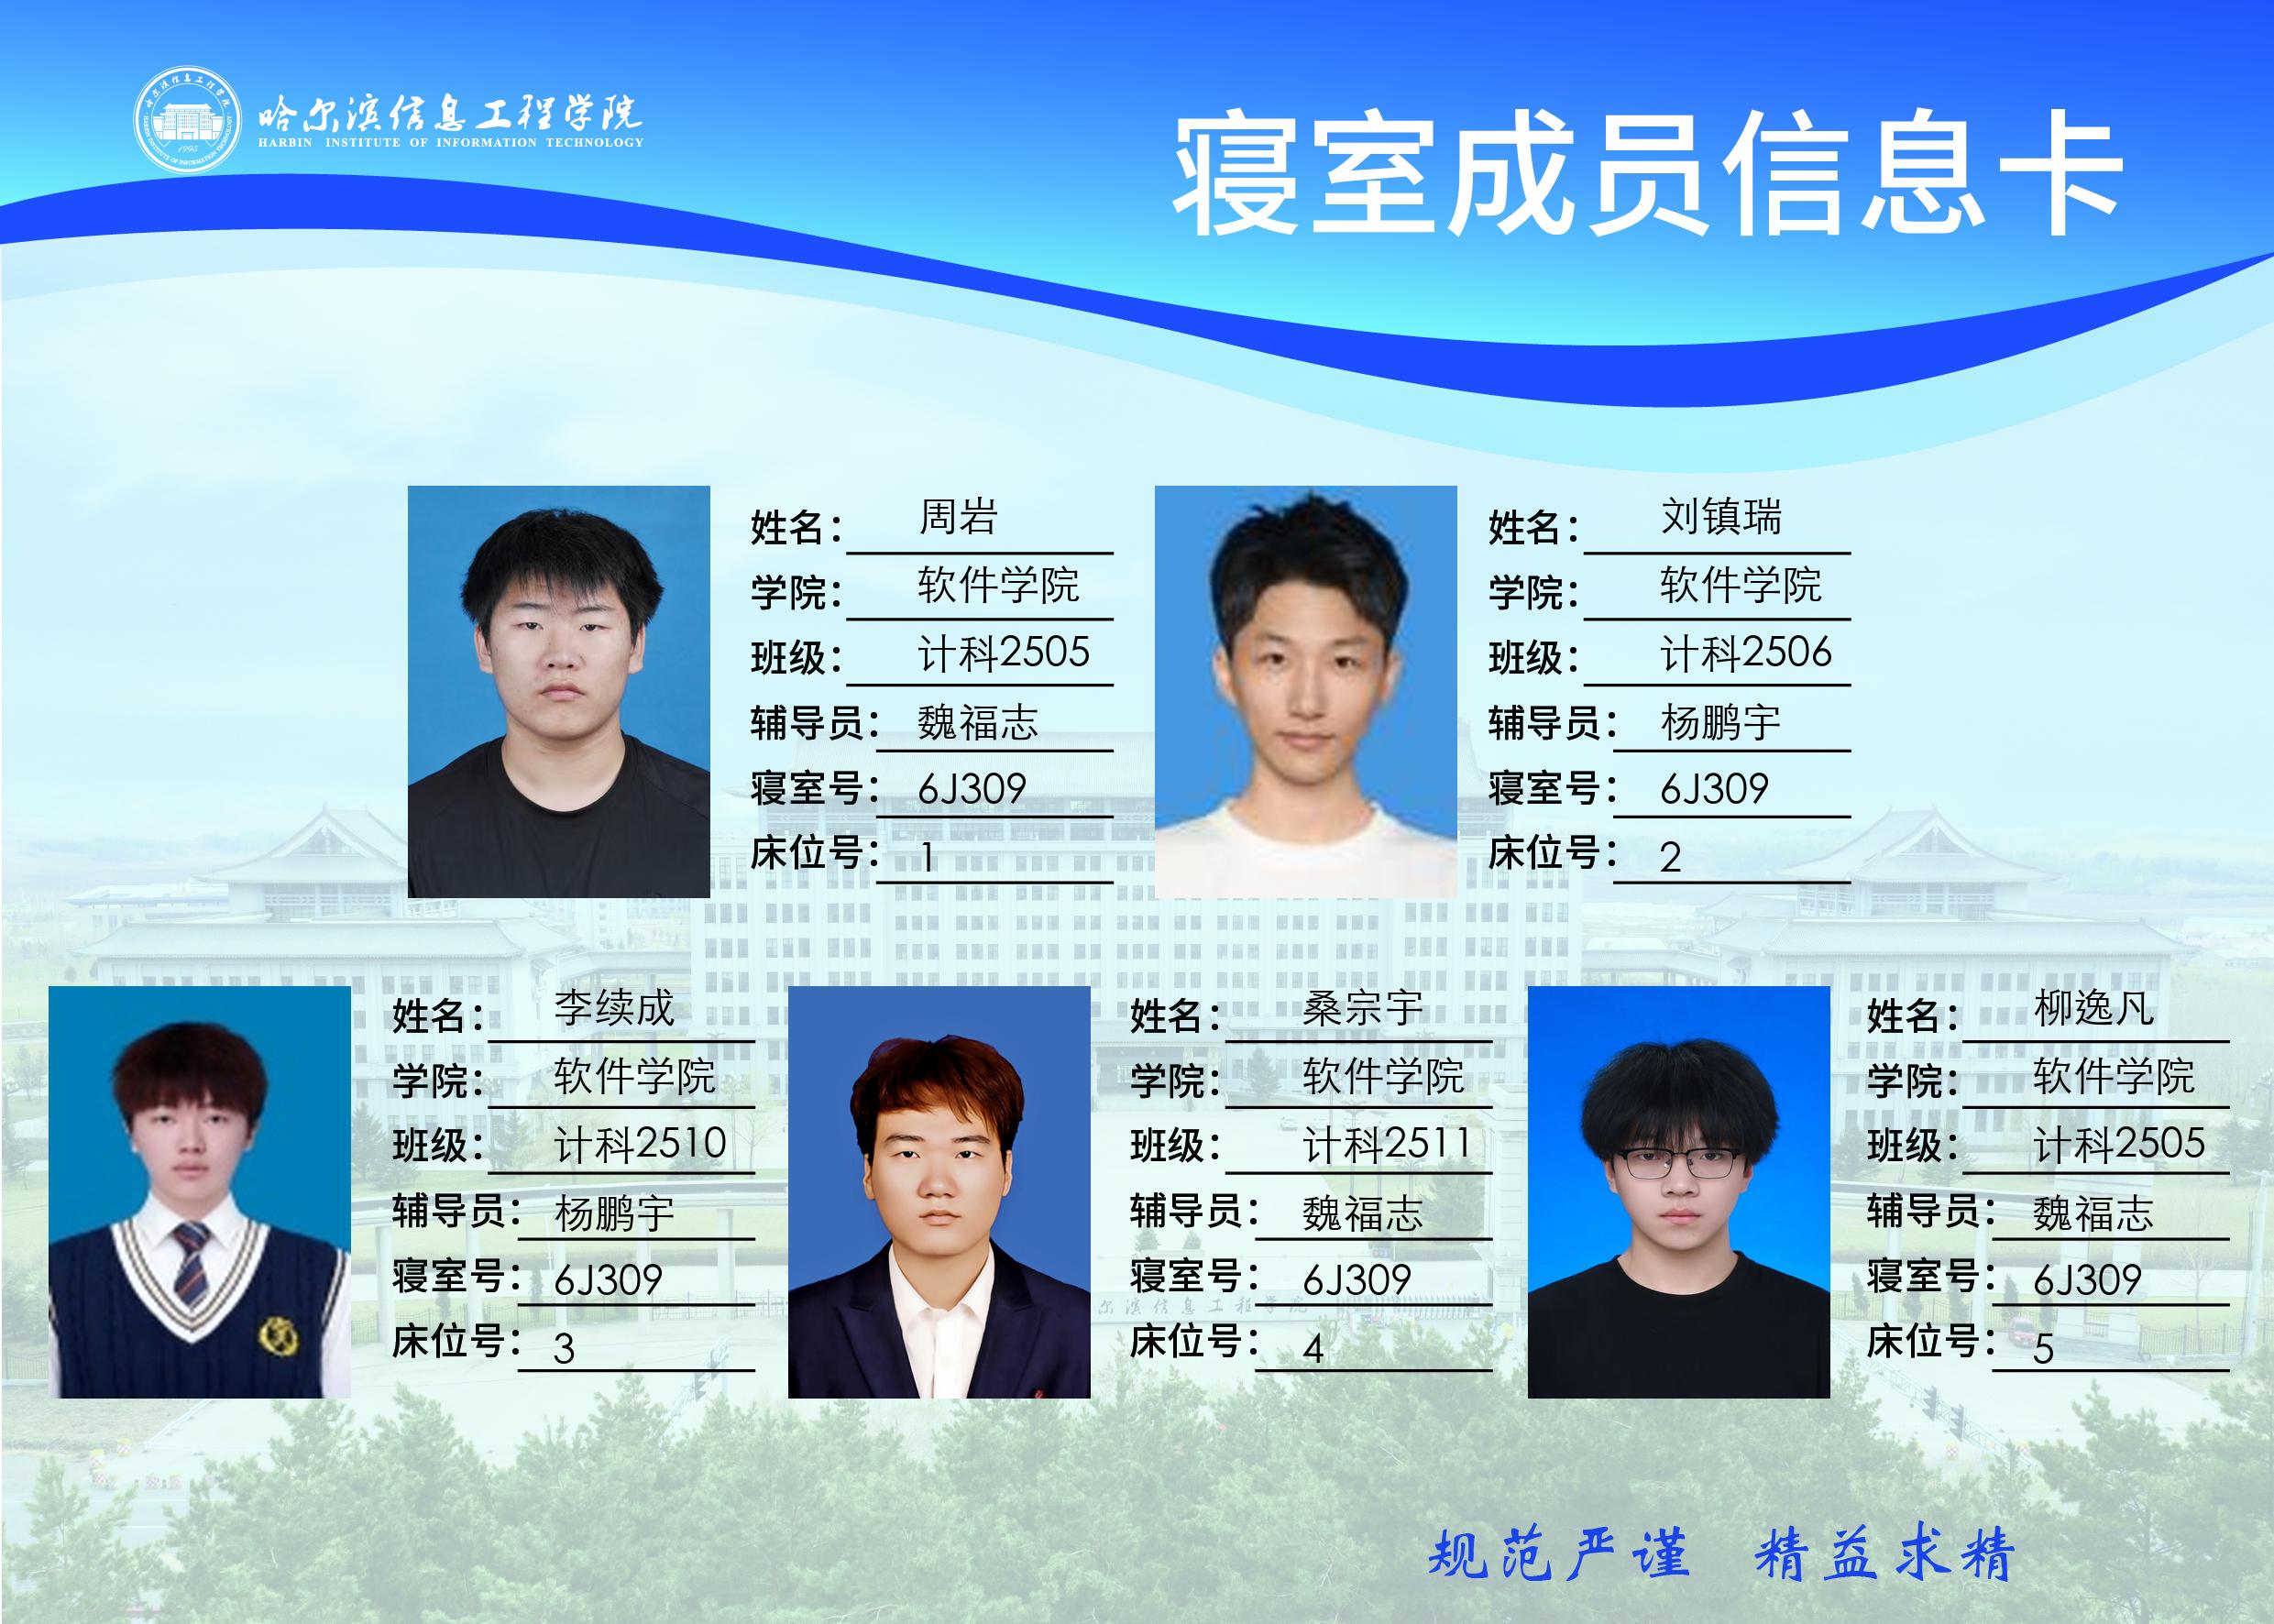 哈尔滨信息工程学院
HARBIN INSTITUTE OF INFORMATION TECHNOLOGY
1995
寝室成员信息卡
姓名： 周岩
学院： 软件学院
班级： 计科2505
辅导员： 魏福志
寝室号： 6J309
床位号： 1
姓名： 刘镇瑞
学院： 软件学院
班级： 计科2506
辅导员： 杨鹏宇
寝室号： 6J309
床位号： 2
姓名： 李续成
学院： 软件学院
班级： 计科2510
辅导员： 杨鹏宇
寝室号： 6J309
床位号： 3
姓名： 桑宗宇
学院： 软件学院
班级： 计科2511
辅导员： 魏福志
寝室号： 6J309
床位号： 4
姓名： 柳逸凡
学院： 软件学院
班级： 计科2505
辅导员： 魏福志
寝室号： 6J309
床位号： 5
尔滨信息工程学院
规范严谨 精益求精